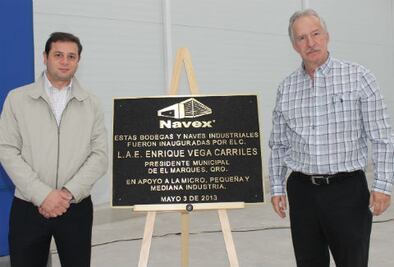 Navex
ESTAS BODEGAS Y NAVES INDUSTRIALES
FUERON INAUGURADAS POR EL C.
L.A.E. ENRIQUE VEGA CARRILES
PRESIDENTE MUNICIPAL
DE EL MARQUES, QRO.
EN APOYO A LA MICRO, PEQUEÑA Y
MEDIANA INDUSTRIA.
MAYO 3 DE 2013